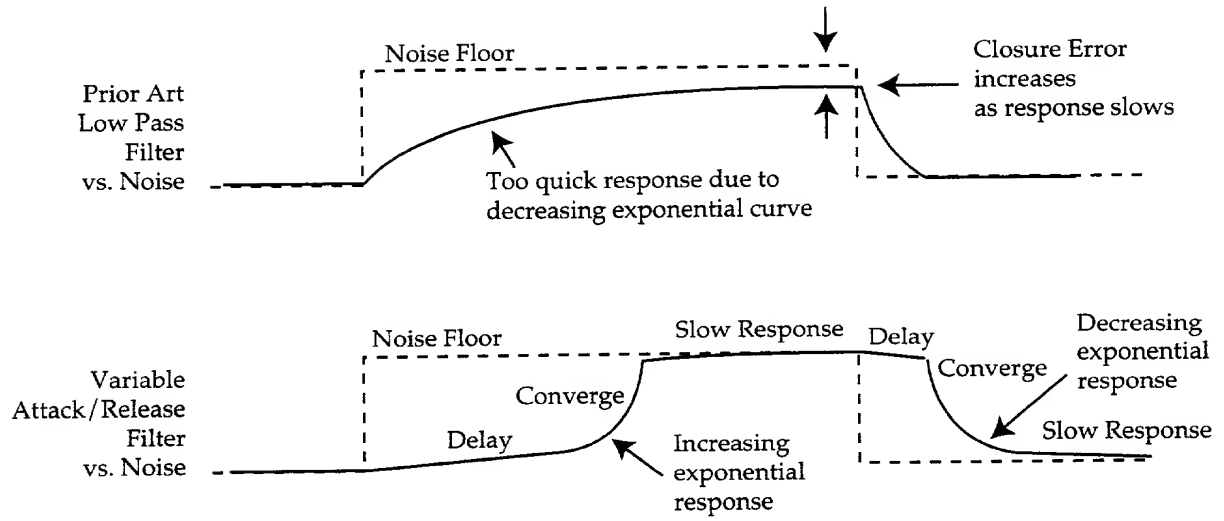 Noise Floor
Closure Error
increases
as response slows
Prior Art
Low Pass
Filter
vs. Noise
Too quick response due to
decreasing exponential curve
Noise Floor
Slow Response
Delay
Decreasing
exponential
response
Variable
Attack/Release
Filter
vs. Noise
Converge
Converge
Delay
Increasing
exponential
response
Slow Response